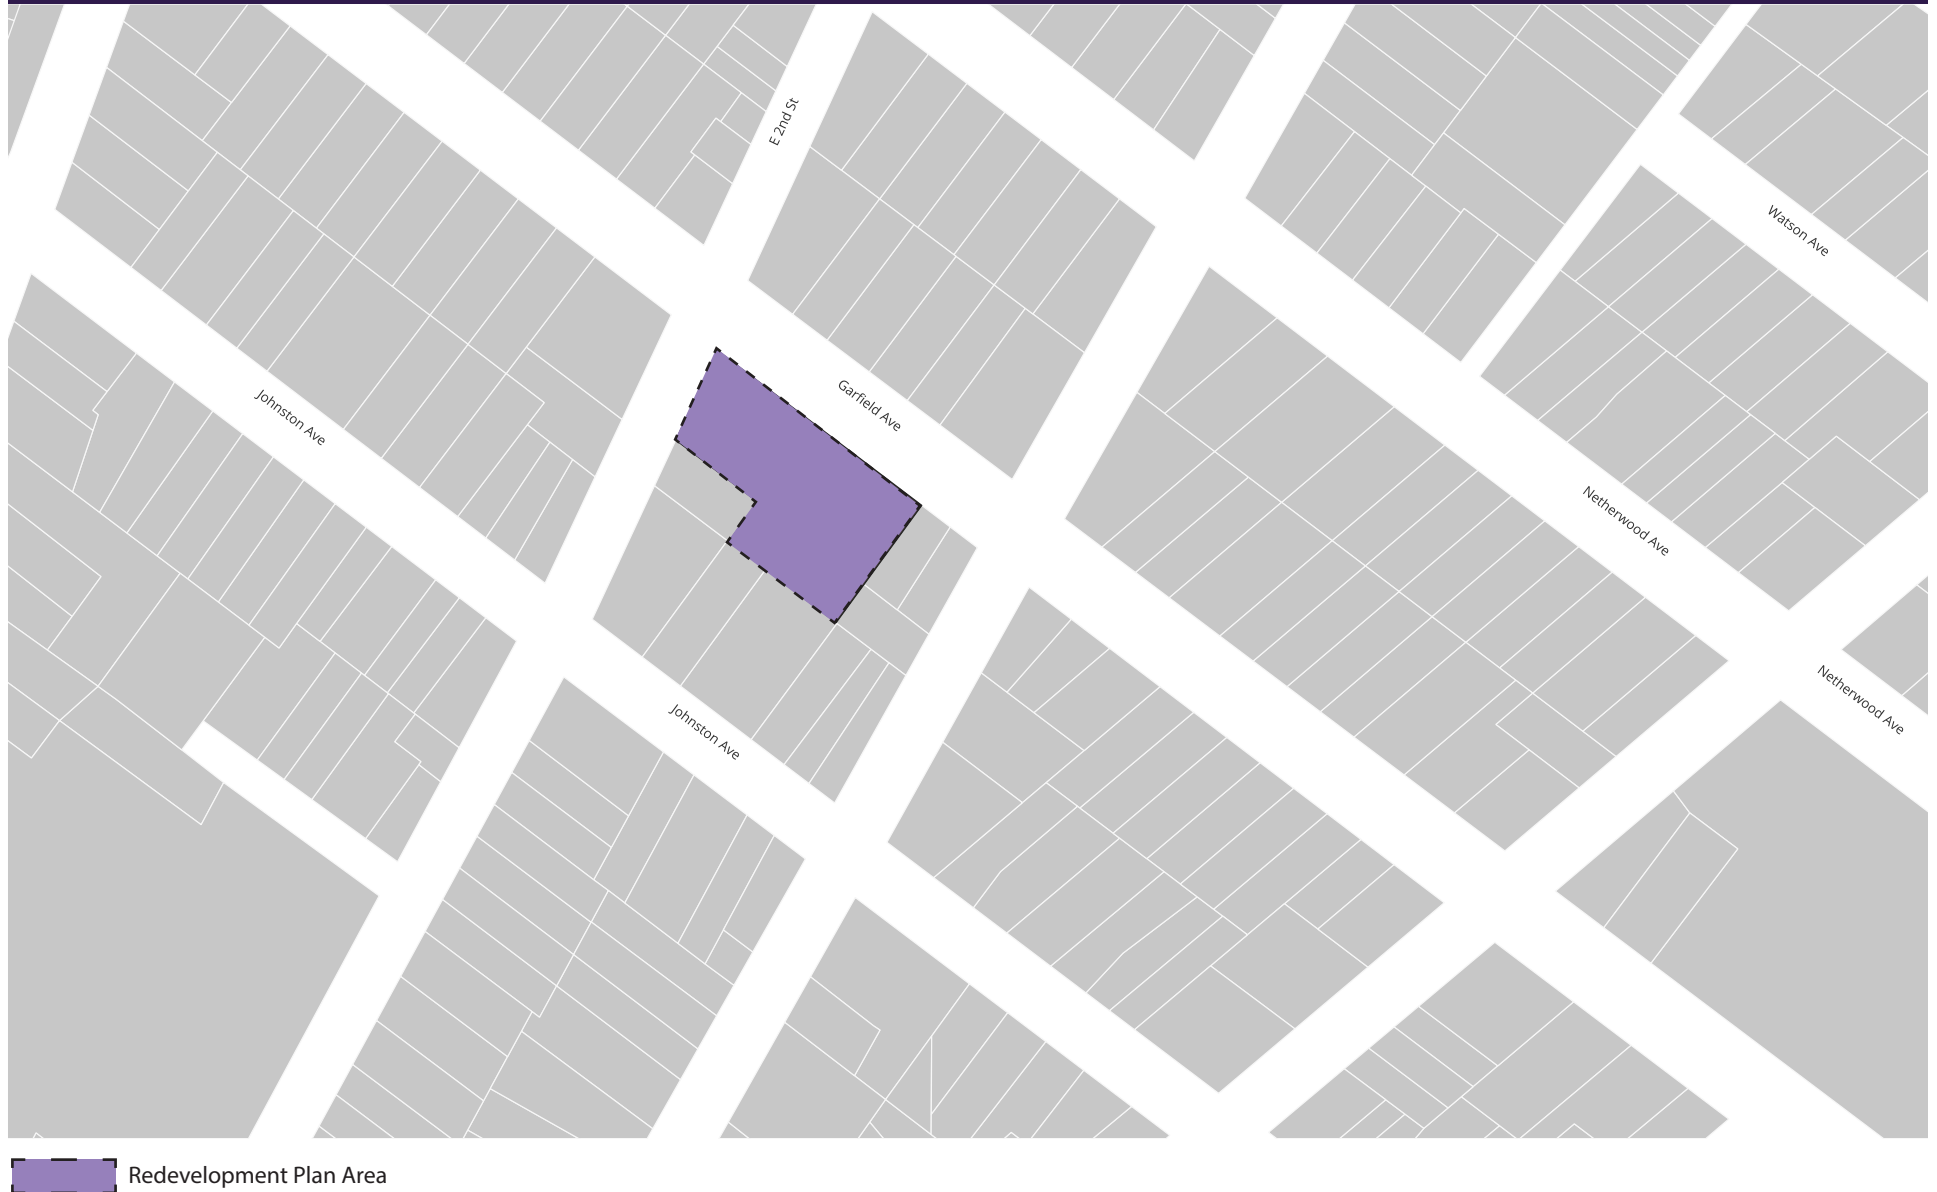 E 2nd St
Watson Ave
Garfield Ave
Johnston Ave
Netherwood Ave
Netherwood Ave
Johnston Ave
Redevelopment Plan Area